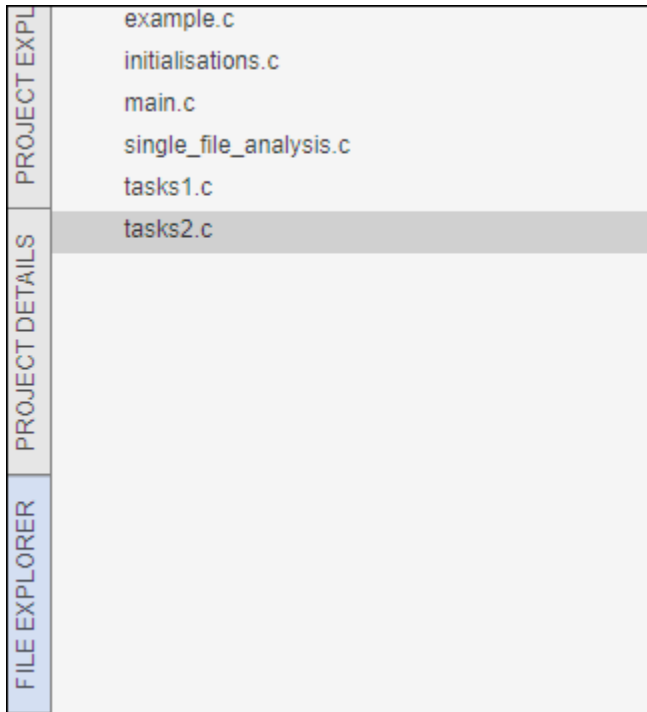 PROJECT EXPL
PROJECT DETAILS
FILE EXPLORER
example.c
initialisations.c
main.c
single_file_analysis.c
tasks1.c
tasks2.c